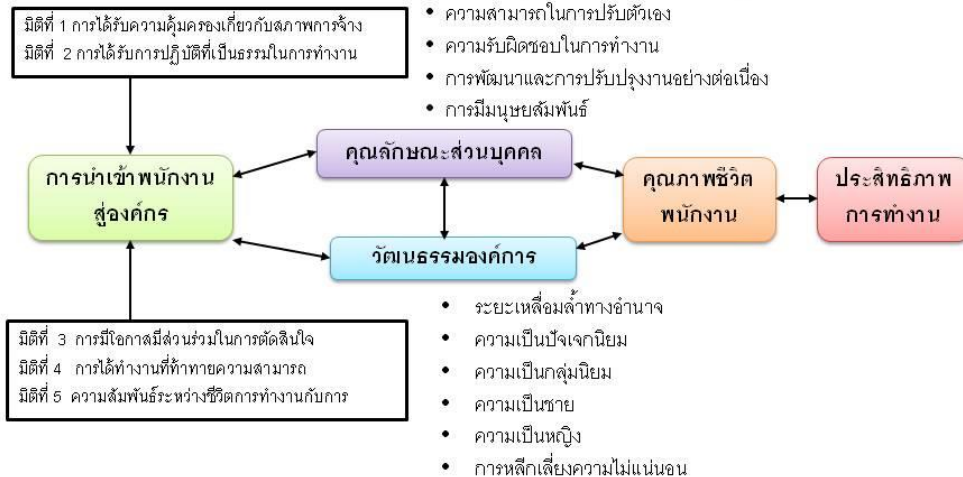 มิติที่ 1 การได้รับความคุ้มครองเกี่ยวกับสภาพการจ้าง
มิติที่ 2 การได้รับการปฏิบัติที่เป็นธรรมในการทำงาน
• ความสามารถในการปรับตัวเอง
• ความรับผิดชอบในการทำงาน
• การพัฒนาและการปรับปรุงงานอย่างต่อเนื่อง
• การมีมนุษยสัมพันธ์
การนำเข้าพนักงาน
สู่องค์กร
คุณลักษณะส่วนบุคคล
วัฒนธรรมองค์การ
คุณภาพชีวิต
พนักงาน
ประสิทธิภาพ
การทำงาน
มิติที่ 3 การมีโอกาสมีส่วนร่วมในการตัดสินใจ
มิติที่ 4 การได้ทำงานที่ท้าทายความสามารถ
มิติที่ 5 ความสัมพันธ์ระหว่างชีวิตการทำงานกับการ
• ระยะเหลื่อมล้ำทางอำนาจ
• ความเป็นปัจเจกนิยม
• ความเป็นกลุ่มนิยม
• ความเป็นชาย
• ความเป็นหญิง
• การหลีกเลี่ยงความไม่แน่นอน